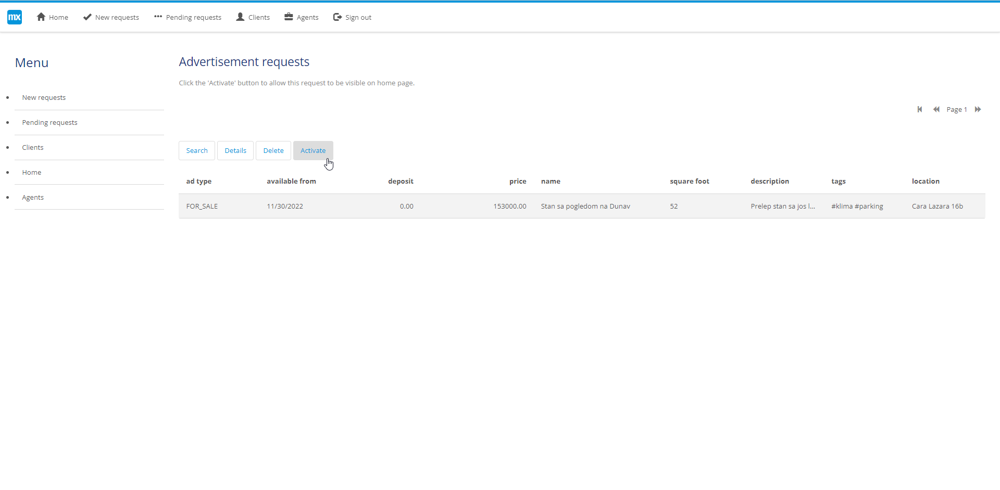 mx Home New requests Pending requests Clients Agents Sign out
Menu
New requests
Pending requests
Clients
Home
Agents
Advertisement requests
Click the 'Activate' button to allow this request to be visible on home page.
Page 1
Search Details Delete Activate
ad type available from deposit price name square foot description tags location
FOR_SALE 11/30/2022 0.00 153000.00 Stan sa pogledom na Dunav 52 Prelep stan sa jos l... #klima #parking Cara Lazara 16b